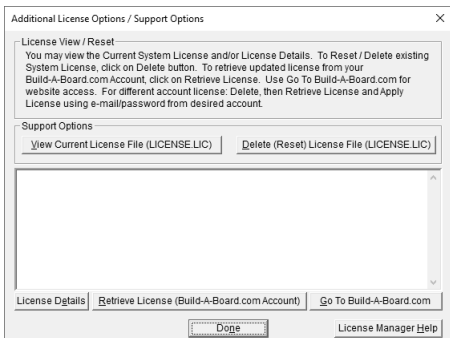 Additional License Options / Support Options
License View / Reset
You may view the Current System License and/or License Details. To Reset / Delete existing
System License, click on Delete button. To retrieve updated license from your
Build-A-Board.com Account, click on Retrieve License. Use Go To Build-A-Board.com for
website access. For different account license: Delete, then Retrieve License and Apply
License using e-mail/password from desired account.
Support Options
View Current License File (LICENSE.LIC) Delete (Reset) License File (LICENSE.LIC)
License Details Retrieve License (Build-A-Board.com Account) Go To Build-A-Board.com
Done License Manager Help